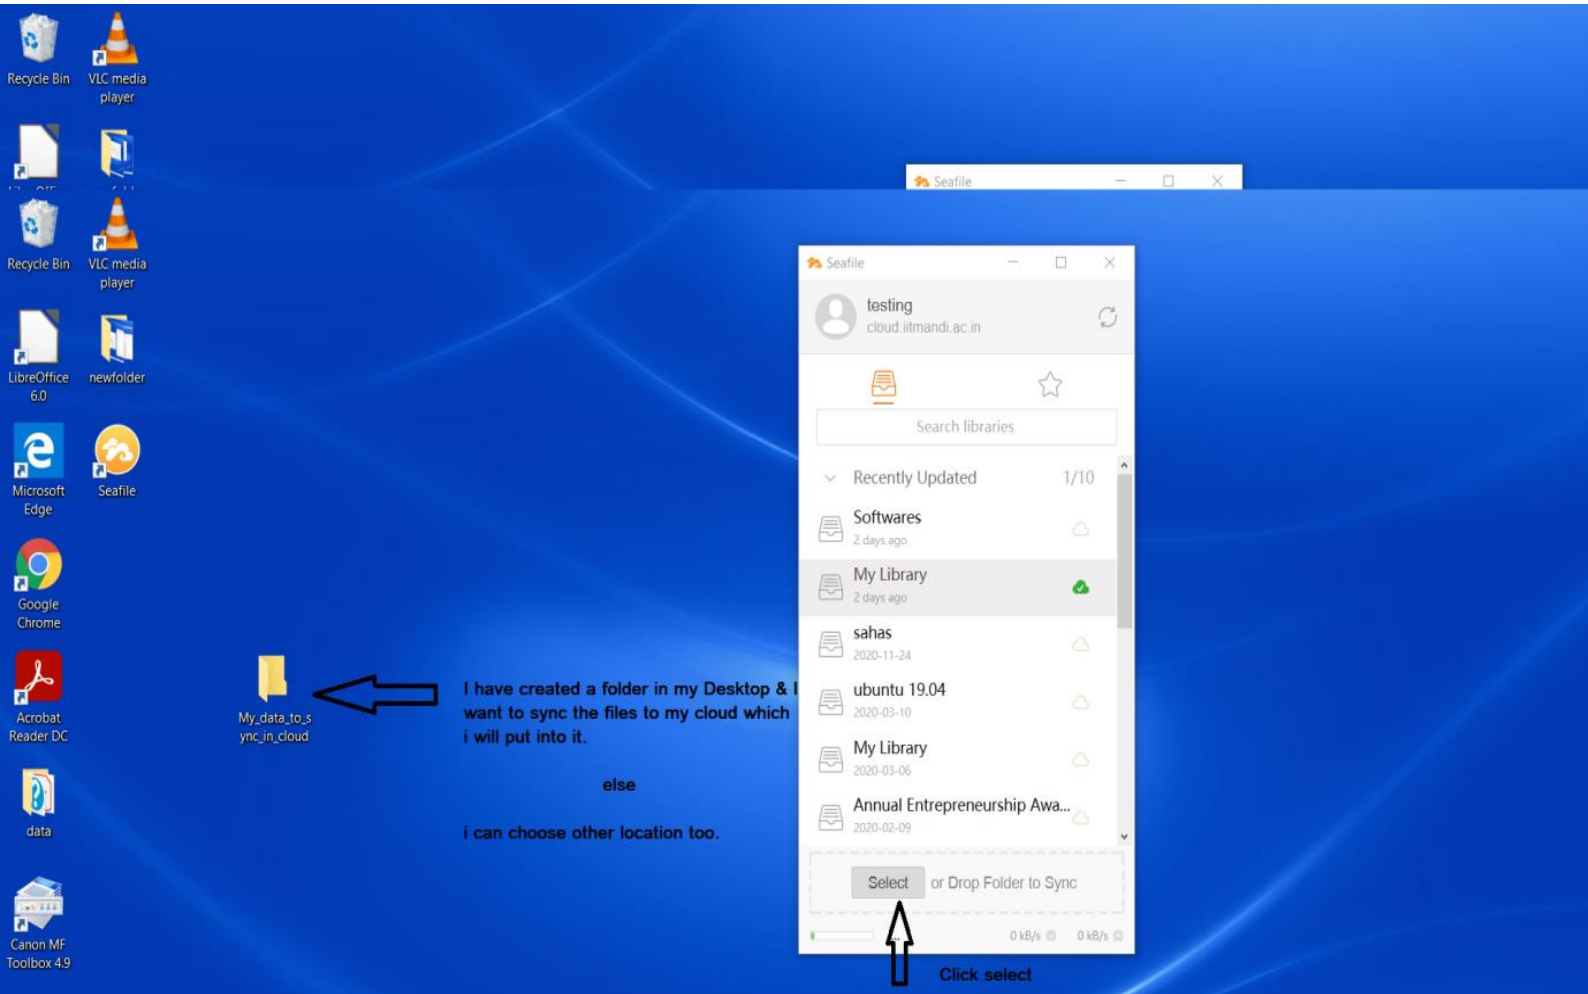 Recycle Bin
VLC media
player
Seafile
Recycle Bin
VLC media
player
LibreOffice
6.0
newfolder
Microsoft
Edge
Seafile
Google
Chrome
Acrobat
Reader DC
data
Canon MF
Toolbox 4.9
My_data_to_s
ync_in_cloud
I have created a folder in my Desktop & I
want to sync the files to my cloud which
i will put into it.
else
i can choose other location too.
Seafile
testing
cloud.iitmandi.ac.in
Search libraries
Recently Updated 1/10
Softwares
2 days ago
My Library
2 days ago
sahas
2020-11-24
ubuntu 19.04
2020-03-10
My Library
2020-03-06
Annual Entrepreneurship Awa...
2020-02-09
Select or Drop Folder to Sync
0 kB/s 0 kB/s
Click select